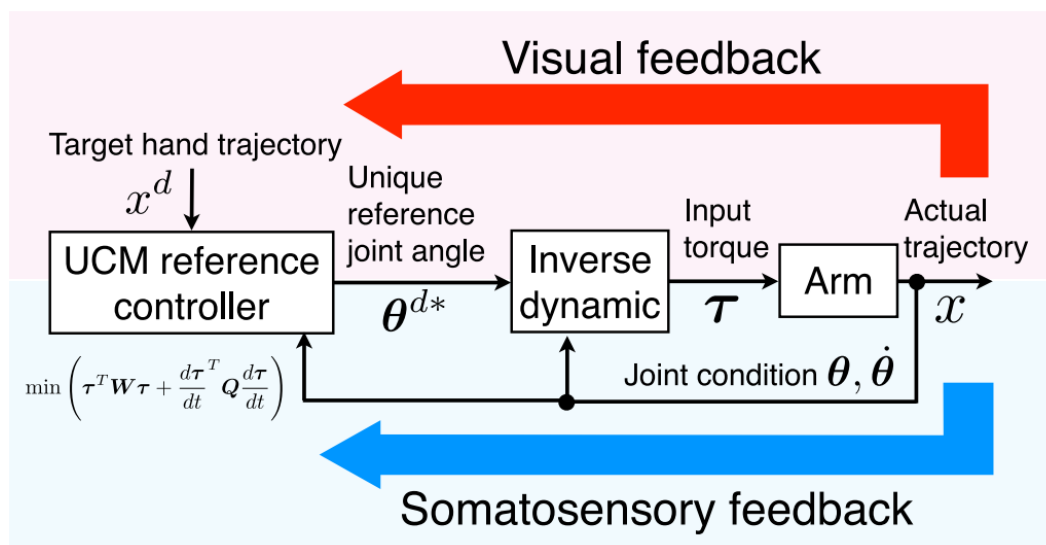 Visual feedback
Target hand trajectory
x^d
Unique
reference
joint angle
Input
torque
Actual
trajectory
UCM reference
controller
θ^{d*}
Inverse
dynamic
τ
Arm
x
min(τ^T W τ + dτ/dt^T Q dτ/dt)
Joint condition θ, θ̇
Somatosensory feedback